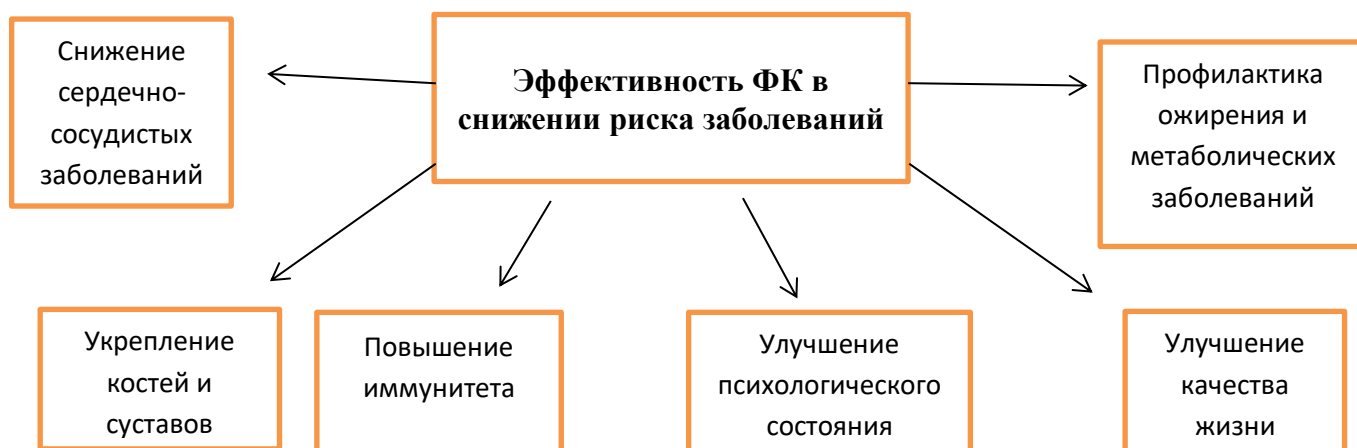 Эффективность ФК в
снижении риска заболеваний
Снижение
сердечно-
сосудистых
заболеваний
Профилактика
ожирения и
метаболических
заболеваний
Укрепление
костей и
суставов
Повышение
иммунитета
Улучшение
психологического
состояния
Улучшение
качества
жизни